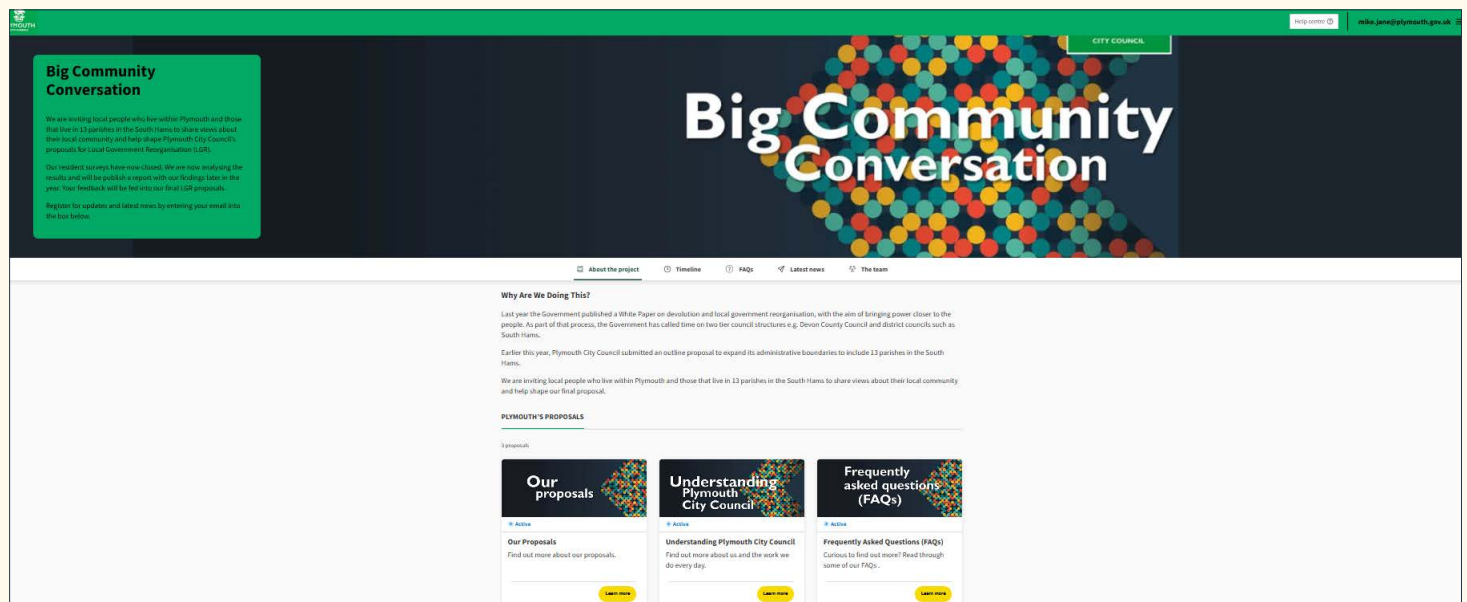 Help centre
mike.jane@plymouth.gov.uk
Big Community
Conversation
We are inviting local people who live within Plymouth and those
that live in 13 parishes in the South Hams to share views about
their local community and help shape Plymouth City Council's
proposals for Local Government Reorganisation (LGR).
Our resident surveys have now closed. We are now analysing the
results and will be publish a report with our findings later in the
year. Your feedback will be fed into our final LGR proposals.
Register for updates and latest news by entering your email into
the box below.
CITY COUNCIL
Big Community
Conversation
About the project
Timeline
FAQs
Latest news
The team
Why Are We Doing This?
Last year the Government published a White Paper on devolution and local government reorganisation, with the aim of bringing power closer to the
people. As part of that process, the Government has called time on two tier council structures e.g. Devon County Council and district councils such as
South Hams.
Earlier this year, Plymouth City Council submitted an outline proposal to expand its administrative boundaries to include 13 parishes in the South
Hams.
We are inviting local people who live within Plymouth and those that live in 13 parishes in the South Hams to share views about their local community
and help shape our final proposal.
PLYMOUTH'S PROPOSALS
3 proposals
Our
proposals
Active
Our Proposals
Find out more about our proposals.
Learn more
Understanding
Plymouth
City Council
Active
Understanding Plymouth City Council
Find out more about us and the work we
do every day.
Learn more
Frequently
asked questions
(FAQs)
Active
Frequently Asked Questions (FAQs)
Curious to find out more? Read through
some of our FAQs .
Learn more